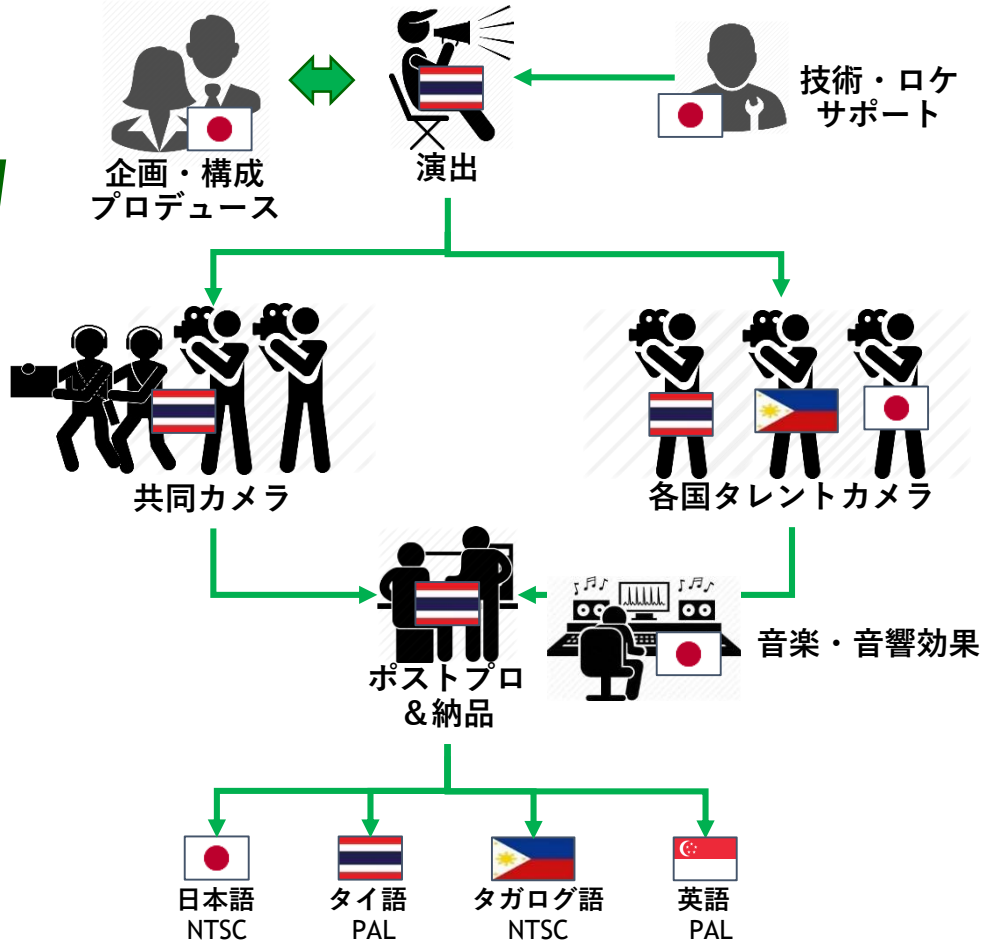 企画・構成
プロデュース
演出
技術・ロケ
サポート
共同カメラ
各国タレントカメラ
ポストプロ
＆納品
音楽・音響効果
日本語
NTSC
タイ語
PAL
タガログ語
NTSC
英語
PAL